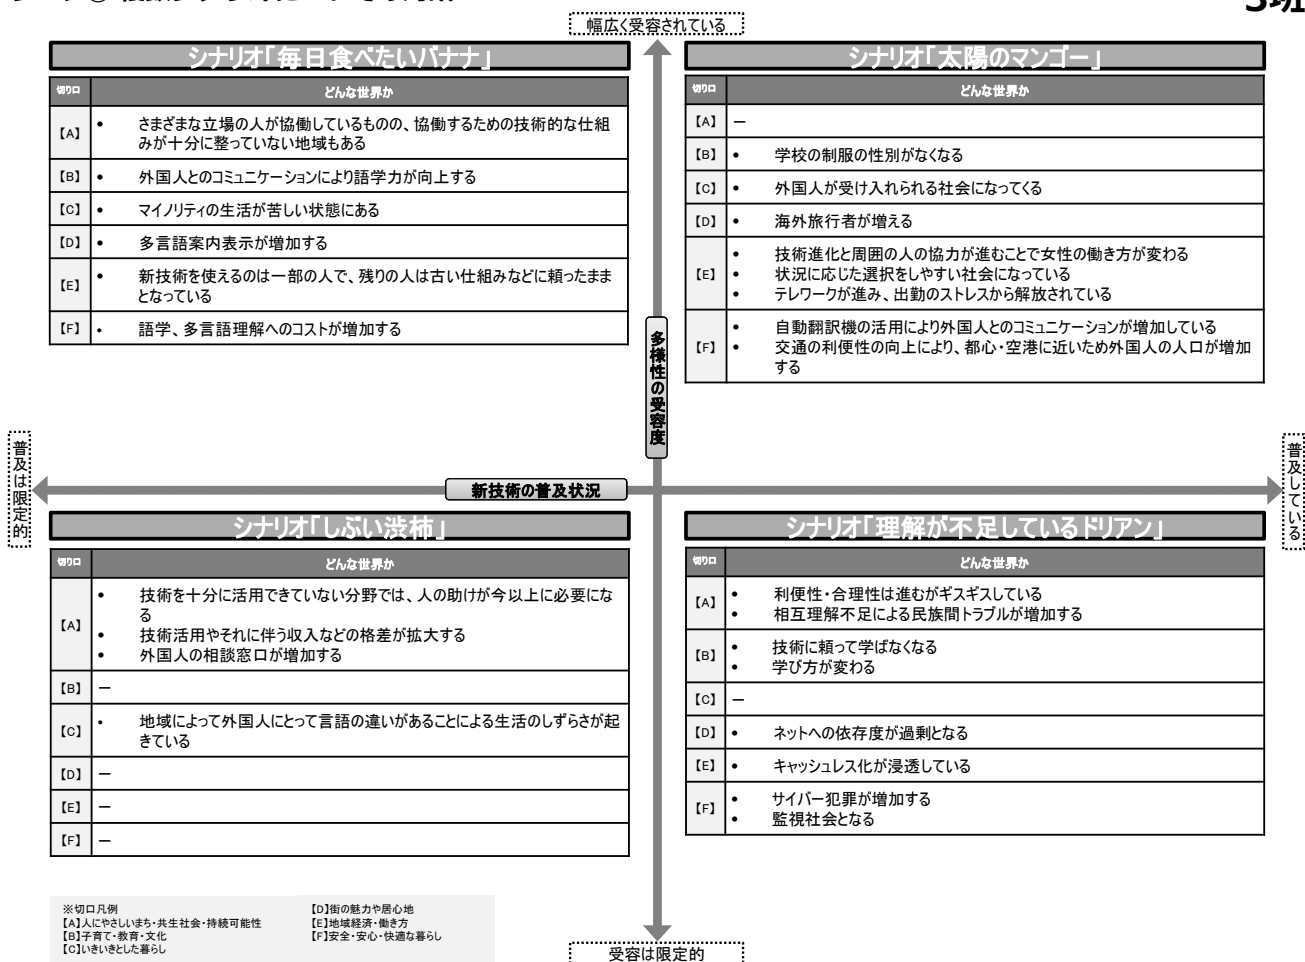 3班
幅広く受容されている
シナリオ「毎日食べたいバナナ」
切り口 どんな世界か
【A】 • さまざまな立場の人が協働しているものの、協働するための技術的な仕組
みが十分に整っていない地域もある
【B】 • 外国人とのコミュニケーションにより語学力が向上する
【C】 • マイノリティの生活が苦しい状態にある
【D】 • 多言語案内表示が増加する
【E】 • 新技術を使えるのは一部の人で、残りの人は古い仕組みなどに頼ったまま
となっている
【F】 • 語学、多言語理解へのコストが増加する
シナリオ「太陽のマンゴー」
切り口 どんな世界か
【A】 －
【B】 • 学校の制服の性別がなくなる
【C】 • 外国人が受け入れられる社会になってくる
【D】 • 海外旅行者が増える
【E】 • 技術進化と周囲の人の協力が進むことで女性の働き方が変わる
• 状況に応じた選択をしやすい社会になっている
• テレワークが進み、出勤のストレスから解放されている
【F】 • 自動翻訳機の活用により外国人とのコミュニケーションが増加している
• 交通の利便性の向上により、都心・空港に近いため外国人の人口が増加
する
多様性の受容度
普及は限定的
新技術の普及状況
普及している
シナリオ「しぶい渋柿」
切り口 どんな世界か
【A】 • 技術を十分に活用できていない分野では、人の助けが今以上に必要にな
る
• 技術活用やそれに伴う収入などの格差が拡大する
• 外国人の相談窓口が増加する
【B】 －
【C】 • 地域によって外国人にとって言語の違いがあることによる生活のしずらさが起
きている
【D】 －
【E】 －
【F】 －
シナリオ「理解が不足しているドリアン」
切り口 どんな世界か
【A】 • 利便性・合理性は進むがギスギスしている
• 相互理解不足による民族間トラブルが増加する
【B】 • 技術に頼って学ばなくなる
• 学び方が変わる
【C】 －
【D】 • ネットへの依存度が過剰となる
【E】 • キャッシュレス化が浸透している
【F】 • サイバー犯罪が増加する
• 監視社会となる
※切口凡例
【A】人にやさしいまち・共生社会・持続可能性
【B】子育て・教育・文化
【C】いきいきとした暮らし
【D】街の魅力や居心地
【E】地域経済・働き方
【F】安全・安心・快適な暮らし
受容は限定的